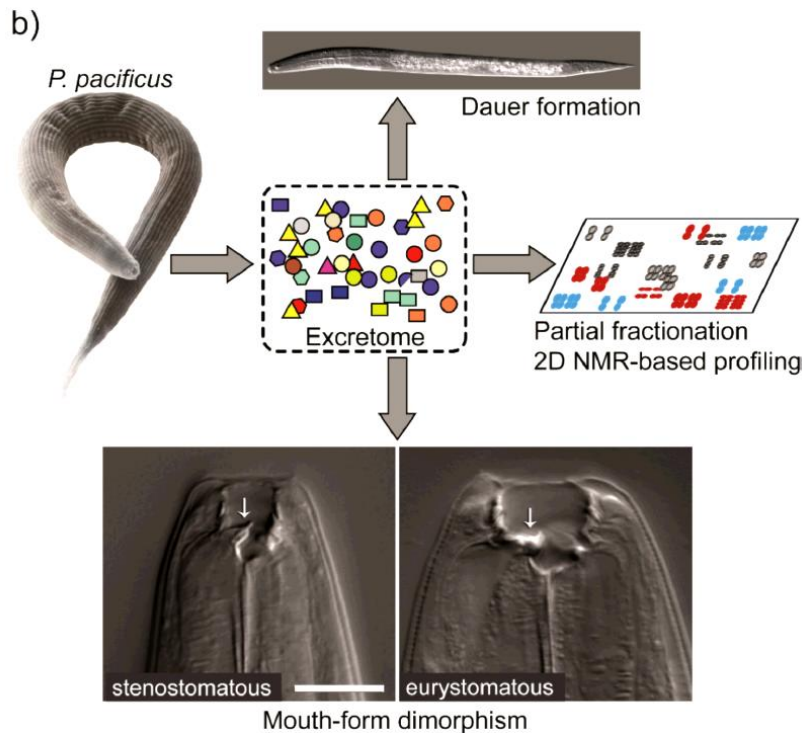 b)
P. pacificus
Dauer formation
Excretome
Partial fractionation
2D NMR-based profiling
stenostomatous
eurystomatous
Mouth-form dimorphism